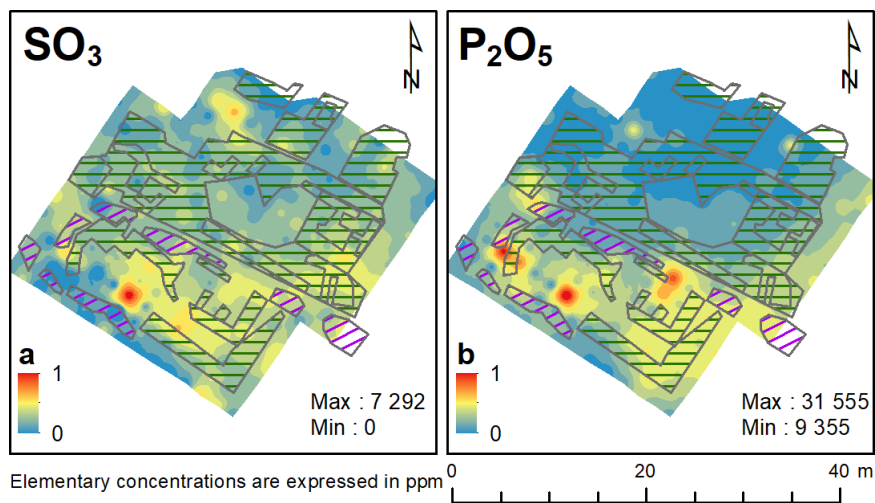 SO₃
N
a
1
0
Max : 7 292
Min : 0
P₂O₅
N
b
1
0
Max : 31 555
Min : 9 355
Elementary concentrations are expressed in ppm
0 20 40 m